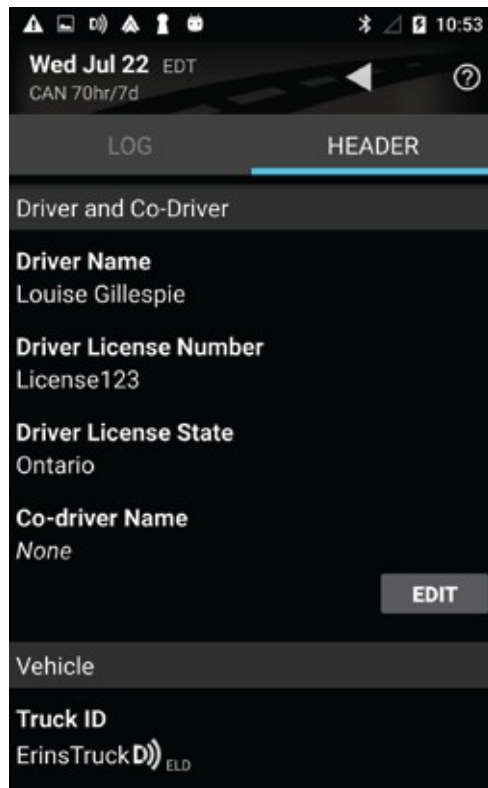 10:53
Wed Jul 22 EDT
CAN 70hr/7d
?
LOG HEADER
Driver and Co-Driver
Driver Name
Louise Gillespie
Driver License Number
License123
Driver License State
Ontario
Co-driver Name
None
EDIT
Vehicle
Truck ID
ErinsTruck D)) ELD